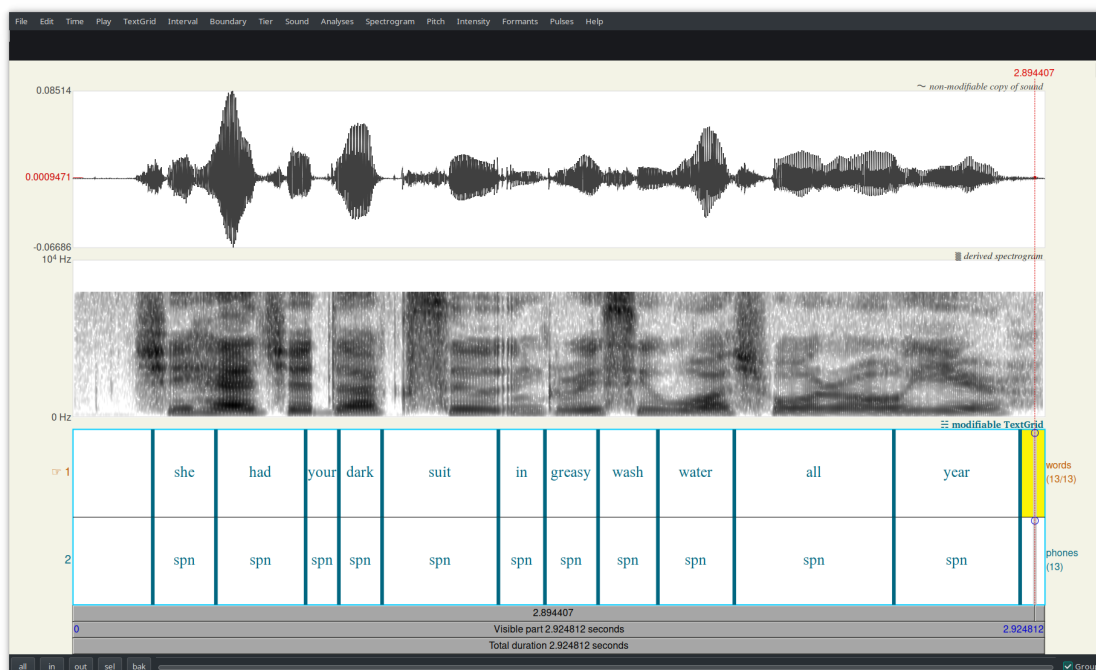 File Edit Time Play TextGrid Interval Boundary Tier Sound Analyses Spectrogram Pitch Intensity Formants Pulses Help
2.894407
0.08514
~ non-modifiable copy of sound
0.0009471
-0.06686
10⁴ Hz
derived spectrogram
0 Hz
modifiable TextGrid
☞ 1 she had your dark suit in greasy wash water all year words
(13/13)
2 spn spn spn spn spn spn spn spn spn spn spn phones
(13)
2.894407
0 Visible part 2.924812 seconds 2.924812
Total duration 2.924812 seconds
all in out sel bak Grou